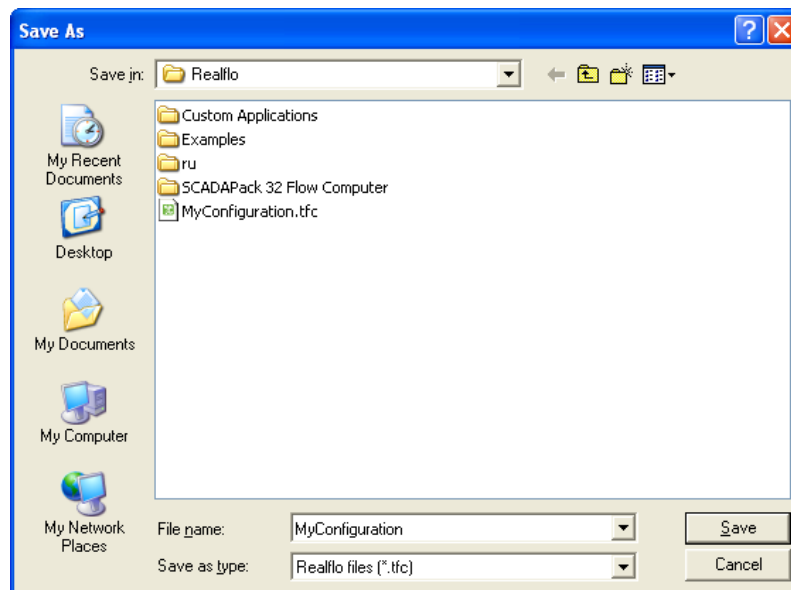 Save As
Save in:
Realflo
My Recent
Documents
Desktop
My Documents
My Computer
My Network
Places
Custom Applications
Examples
ru
SCADAPack 32 Flow Computer
MyConfiguration.tfc
File name:
MyConfiguration
Save
Save as type:
Realflo files (*.tfc)
Cancel